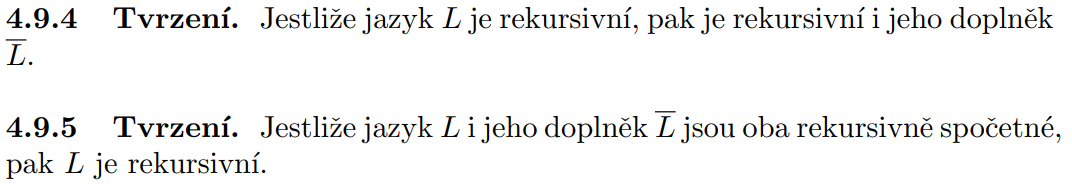 4.9.4 Tvrzení. Jestliže jazyk L je rekursivní, pak je rekursivní i jeho doplněk
L̅.
4.9.5 Tvrzení. Jestliže jazyk L i jeho doplněk L̅ jsou oba rekursivně spočetné,
pak L je rekursivní.